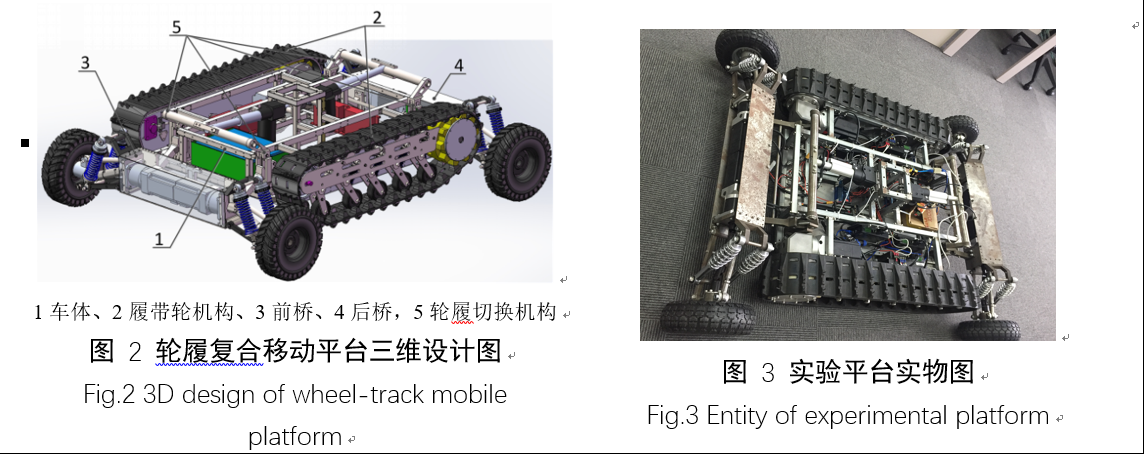 5
2
3
4
1
1 车体、2 履带轮机构、3 前桥、4 后桥，5 轮履切换机构
图 2 轮履复合移动平台三维设计图
Fig.2 3D design of wheel-track mobile
platform
图 3 实验平台实物图
Fig.3 Entity of experimental platform